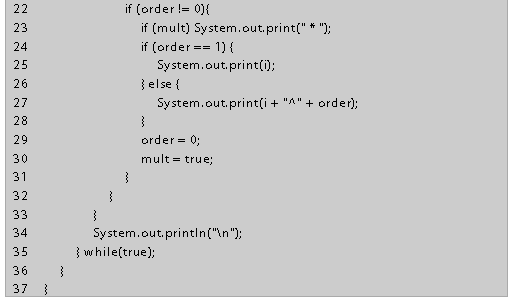 22 if (order != 0){
23 if (mult) System.out.print(" * ");
24 if (order == 1) {
25 System.out.print(i);
26 } else {
27 System.out.print(i + "^" + order);
28 }
29 order = 0;
30 mult = true;
31 }
32 }
33 }
34 System.out.println("\n");
35 } while(true);
36 }
37 }